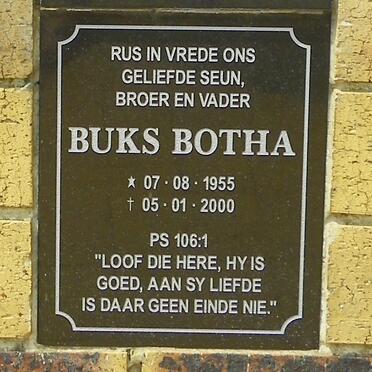 RUS IN VREDE ONS
GELIEFDE SEUN,
BROER EN VADER
BUKS BOTHA
★ 07 · 08 · 1955
† 05 · 01 · 2000
PS 106:1
"LOOF DIE HERE, HY IS
GOED, AAN SY LIEFDE
IS DAAR GEEN EINDE NIE."